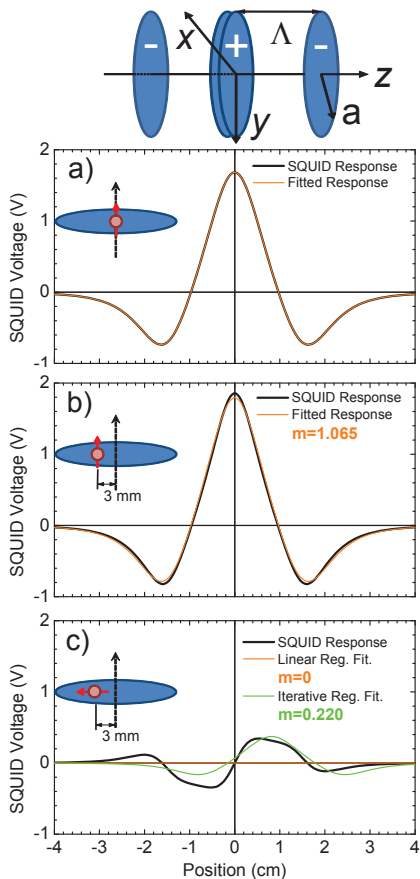 - + Λ -
x
z
y
a
a)
SQUID Response
Fitted Response
SQUID Voltage (V)
2
1
0
-1
b)
SQUID Response
Fitted Response
m=1.065
3 mm
SQUID Voltage (V)
2
1
0
-1
c)
SQUID Response
Linear Reg. Fit.
m=0
Iterative Reg. Fit.
m=0.220
3 mm
SQUID Voltage (V)
2
1
0
-1
-4 -3 -2 -1 0 1 2 3 4
Position (cm)